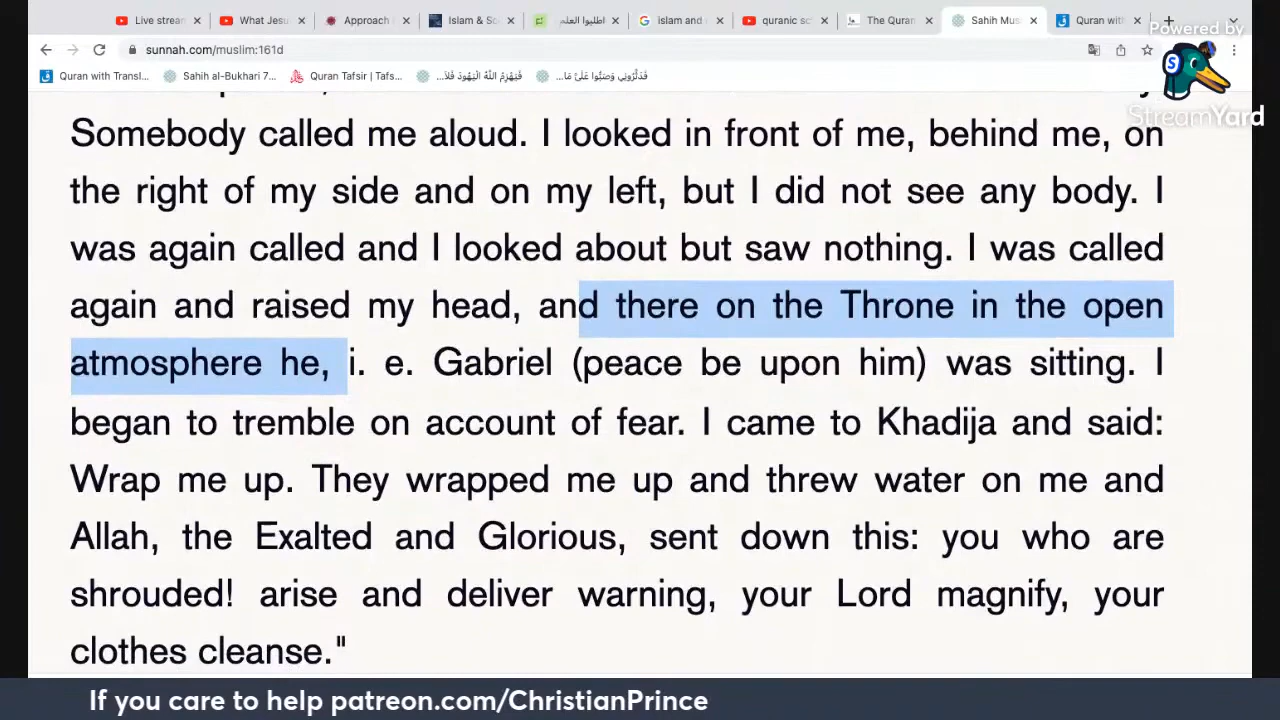 Live strean
What Jesu
Approach
Islam & So
اطلبوا العلم
islam and
quranic sc
The Quran
Sahih Mus
Quran with
Powered by
sunnah.com/muslim:161d
Quran with Transl...
Sahih al-Bukhari 7...
Quran Tafsir | Tafs...
StreamYard
Somebody called me aloud. I looked in front of me, behind me, on
the right of my side and on my left, but I did not see any body. I
was again called and I looked about but saw nothing. I was called
again and raised my head, and there on the Throne in the open
atmosphere he, i. e. Gabriel (peace be upon him) was sitting. I
began to tremble on account of fear. I came to Khadija and said:
Wrap me up. They wrapped me up and threw water on me and
Allah, the Exalted and Glorious, sent down this: you who are
shrouded! arise and deliver warning, your Lord magnify, your
clothes cleanse."
If you care to help patreon.com/ChristianPrince